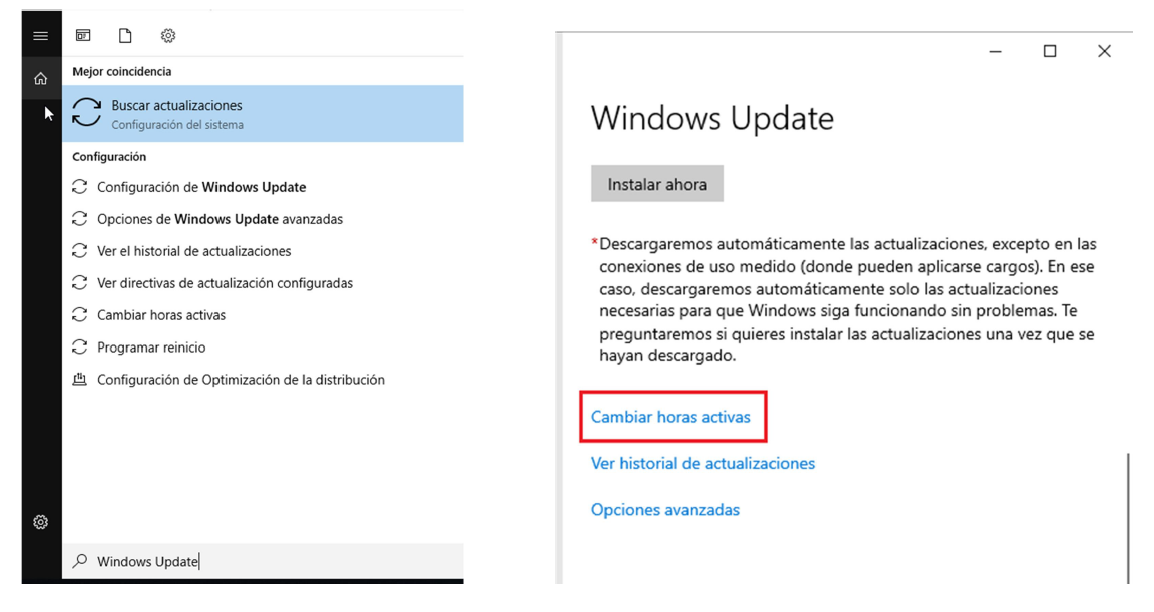 Mejor coincidencia
Buscar actualizaciones
Configuración del sistema
Configuración
Configuración de Windows Update
Opciones de Windows Update avanzadas
Ver el historial de actualizaciones
Ver directivas de actualización configuradas
Cambiar horas activas
Programar reinicio
Configuración de Optimización de la distribución
Windows Update
Windows Update
Instalar ahora
*Descargaremos automáticamente las actualizaciones, excepto en las
conexiones de uso medido (donde pueden aplicarse cargos). En ese
caso, descargaremos automáticamente solo las actualizaciones
necesarias para que Windows siga funcionando sin problemas. Te
preguntaremos si quieres instalar las actualizaciones una vez que se
hayan descargado.
Cambiar horas activas
Ver historial de actualizaciones
Opciones avanzadas